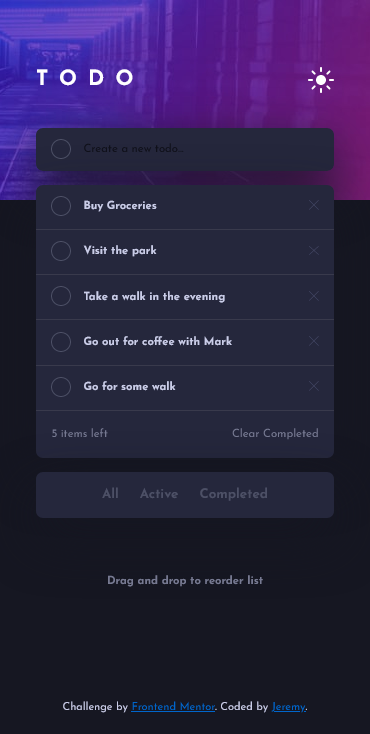 TODO
Create a new todo...
Buy Groceries
Visit the park
Take a walk in the evening
Go out for coffee with Mark
Go for some walk
5 items left Clear Completed
All Active Completed
Drag and drop to reorder list
Challenge by Frontend Mentor. Coded by Jeremy.